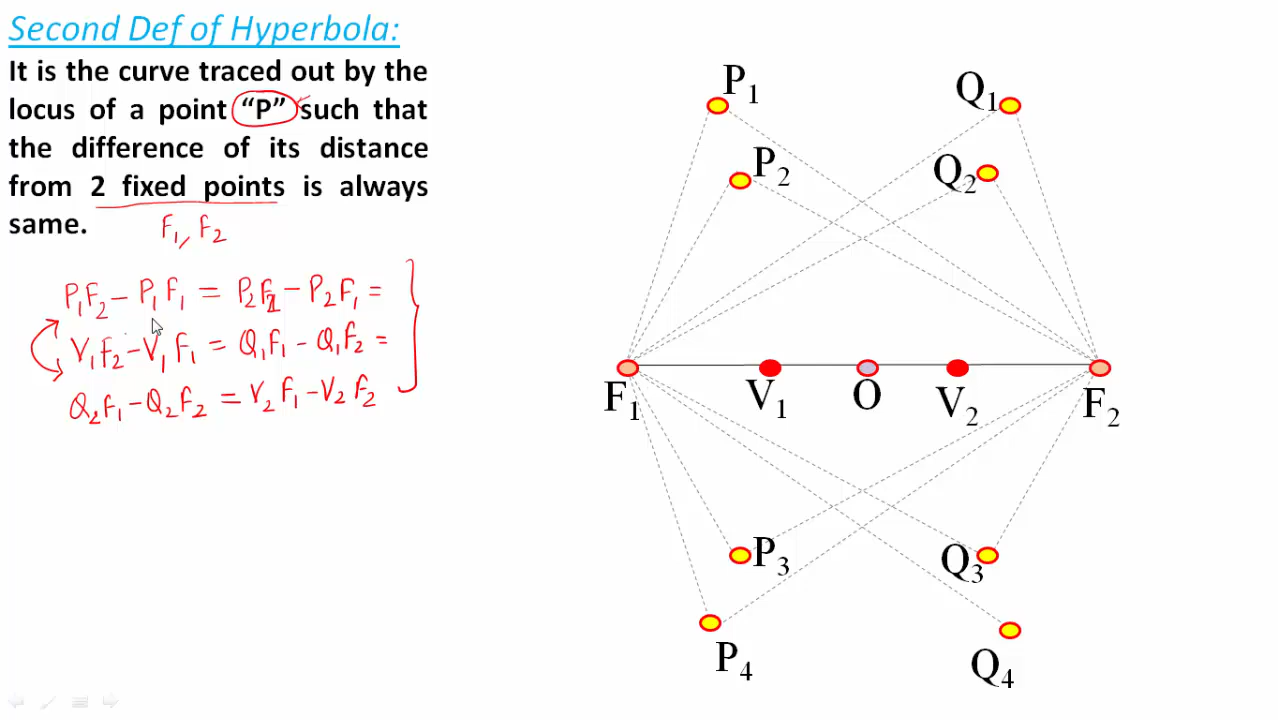 Second Def of Hyperbola:
It is the curve traced out by the
locus of a point “P” such that
the difference of its distance
from 2 fixed points is always
same.
F₁, F₂
P₁F₂ – P₁F₁ = P₂F₂ – P₂F₁ =
V₁F₂ – V₁F₁ = Q₁F₁ – Q₁F₂ =
Q₂F₁ – Q₂F₂ = V₂F₁ – V₂F₂
P₁
Q₁
P₂
Q₂
F₁
V₁
O
V₂
F₂
P₃
Q₃
P₄
Q₄